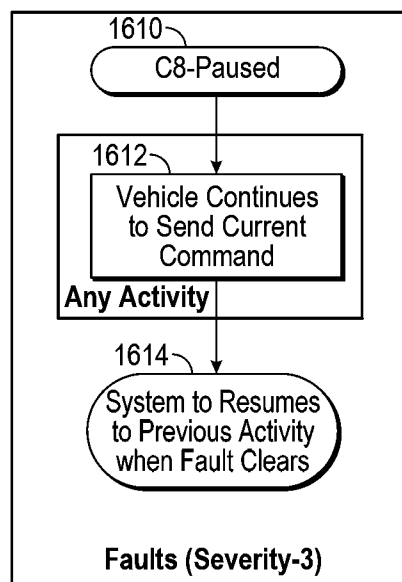 1610
C8-Paused
1612
Vehicle Continues
to Send Current
Command
Any Activity
1614
System to Resumes
to Previous Activity
when Fault Clears
Faults (Severity-3)